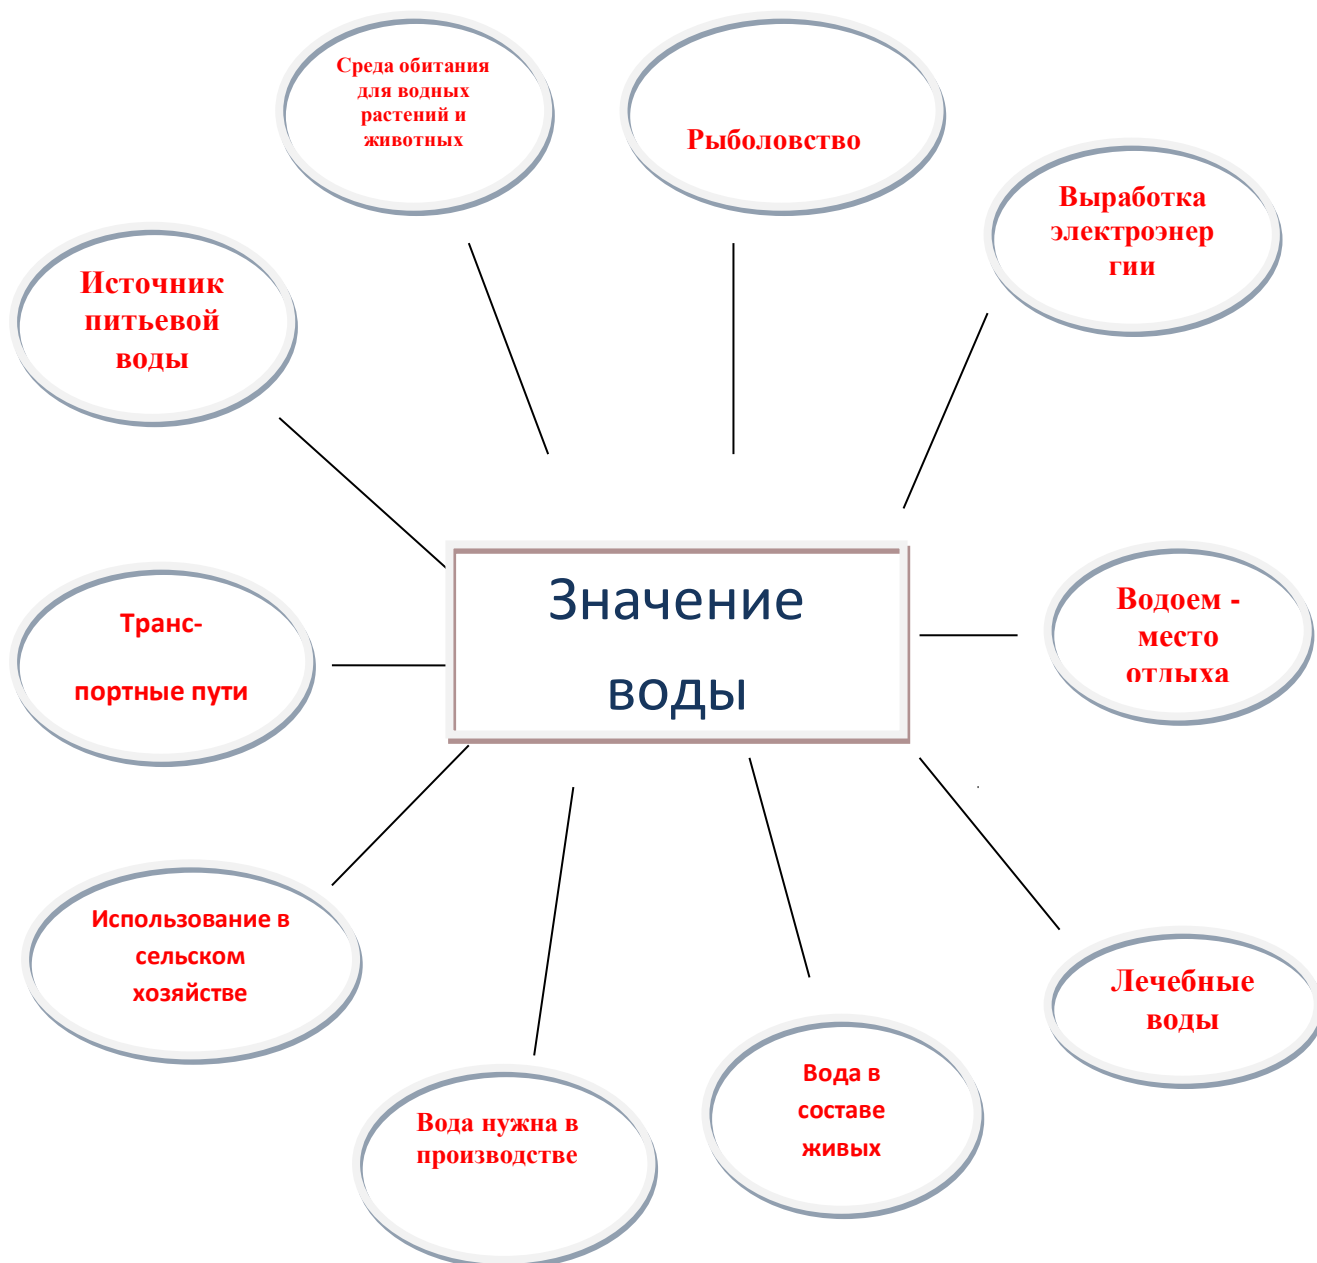 Среда обитания
для водных
растений и
животных
Рыболовство
Выработка
электроэнер
гии
Источник
питьевой
воды
Значение
воды
Транс-
портные пути
Водоем -
место
отдыха
Использование в
сельском
хозяйстве
Лечебные
воды
Вода нужна в
производстве
Вода в
составе
живых